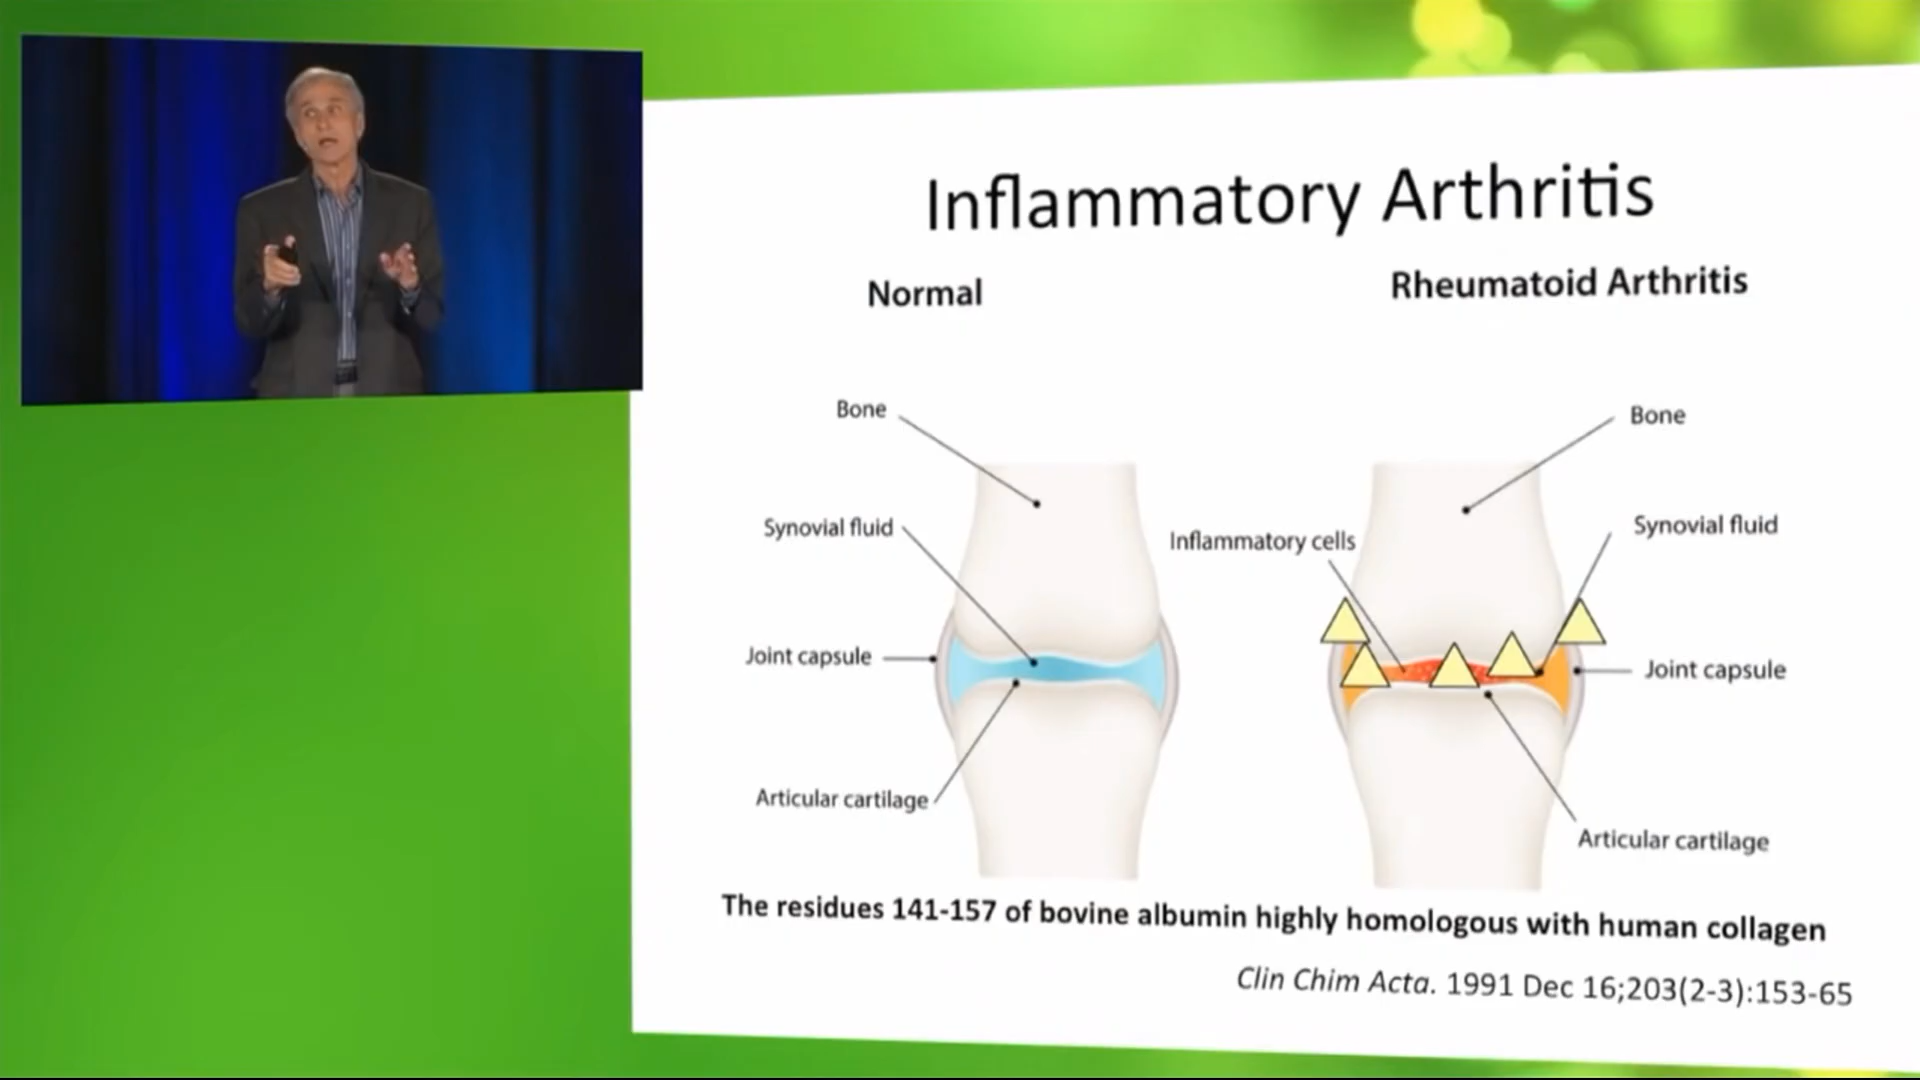 Inflammatory Arthritis
Normal
Rheumatoid Arthritis
Bone
Synovial fluid
Joint capsule
Articular cartilage
Bone
Inflammatory cells
Synovial fluid
Joint capsule
Articular cartilage
The residues 141-157 of bovine albumin highly homologous with human collagen
Clin Chim Acta. 1991 Dec 16;203(2-3):153-65